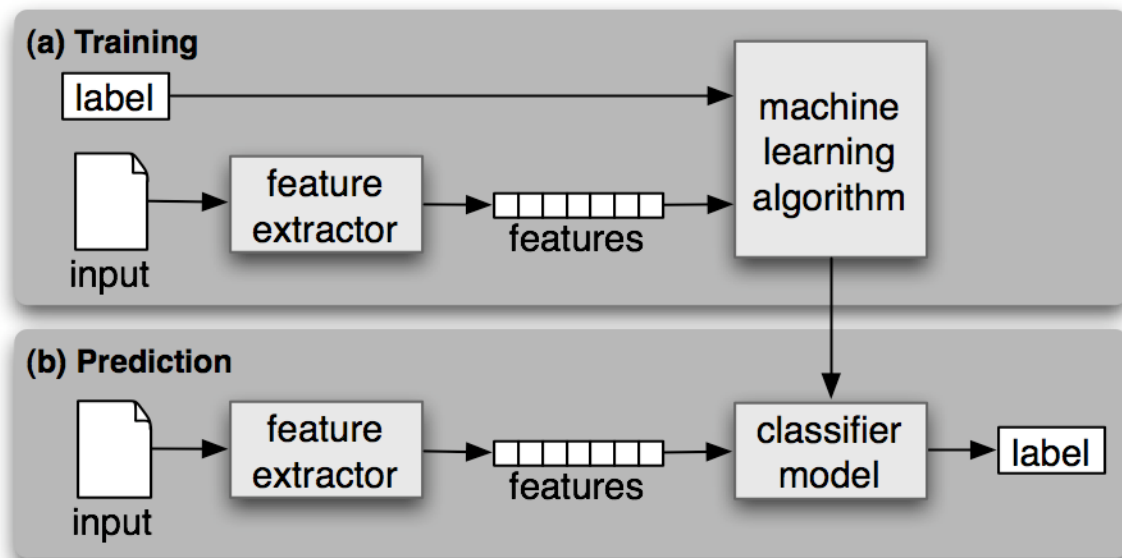 (a) Training
label
machine
learning
algorithm
feature
extractor
features
input
(b) Prediction
feature
extractor
features
input
classifier
model
label